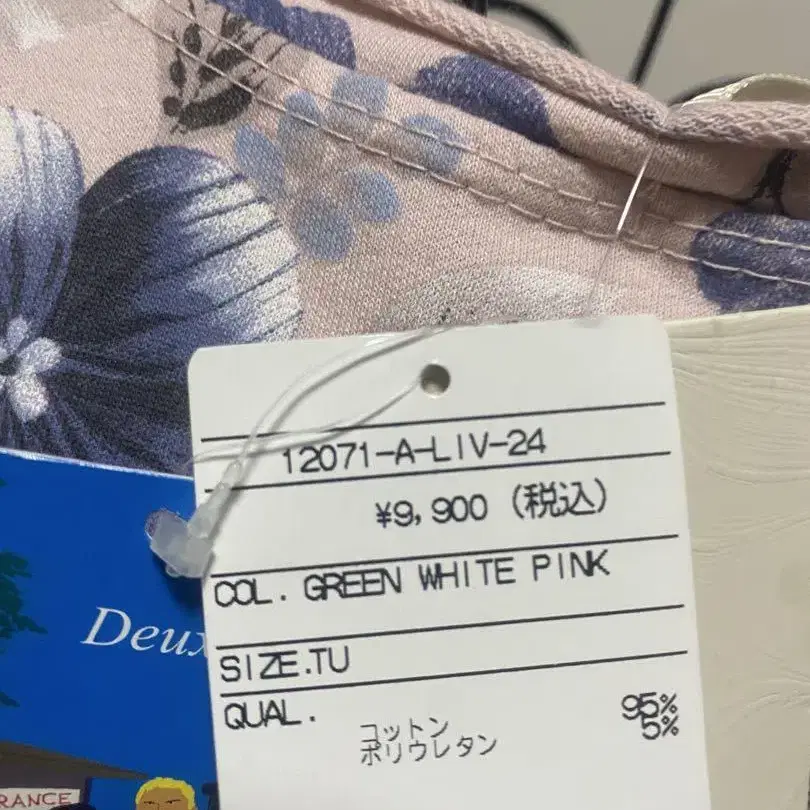 12071-A-LIV-24
¥9,900 (税込)
COL. GREEN WHITE PINK
Deux
SIZE.TU
QUAL.
コットン 95%
ポリウレタン 5%